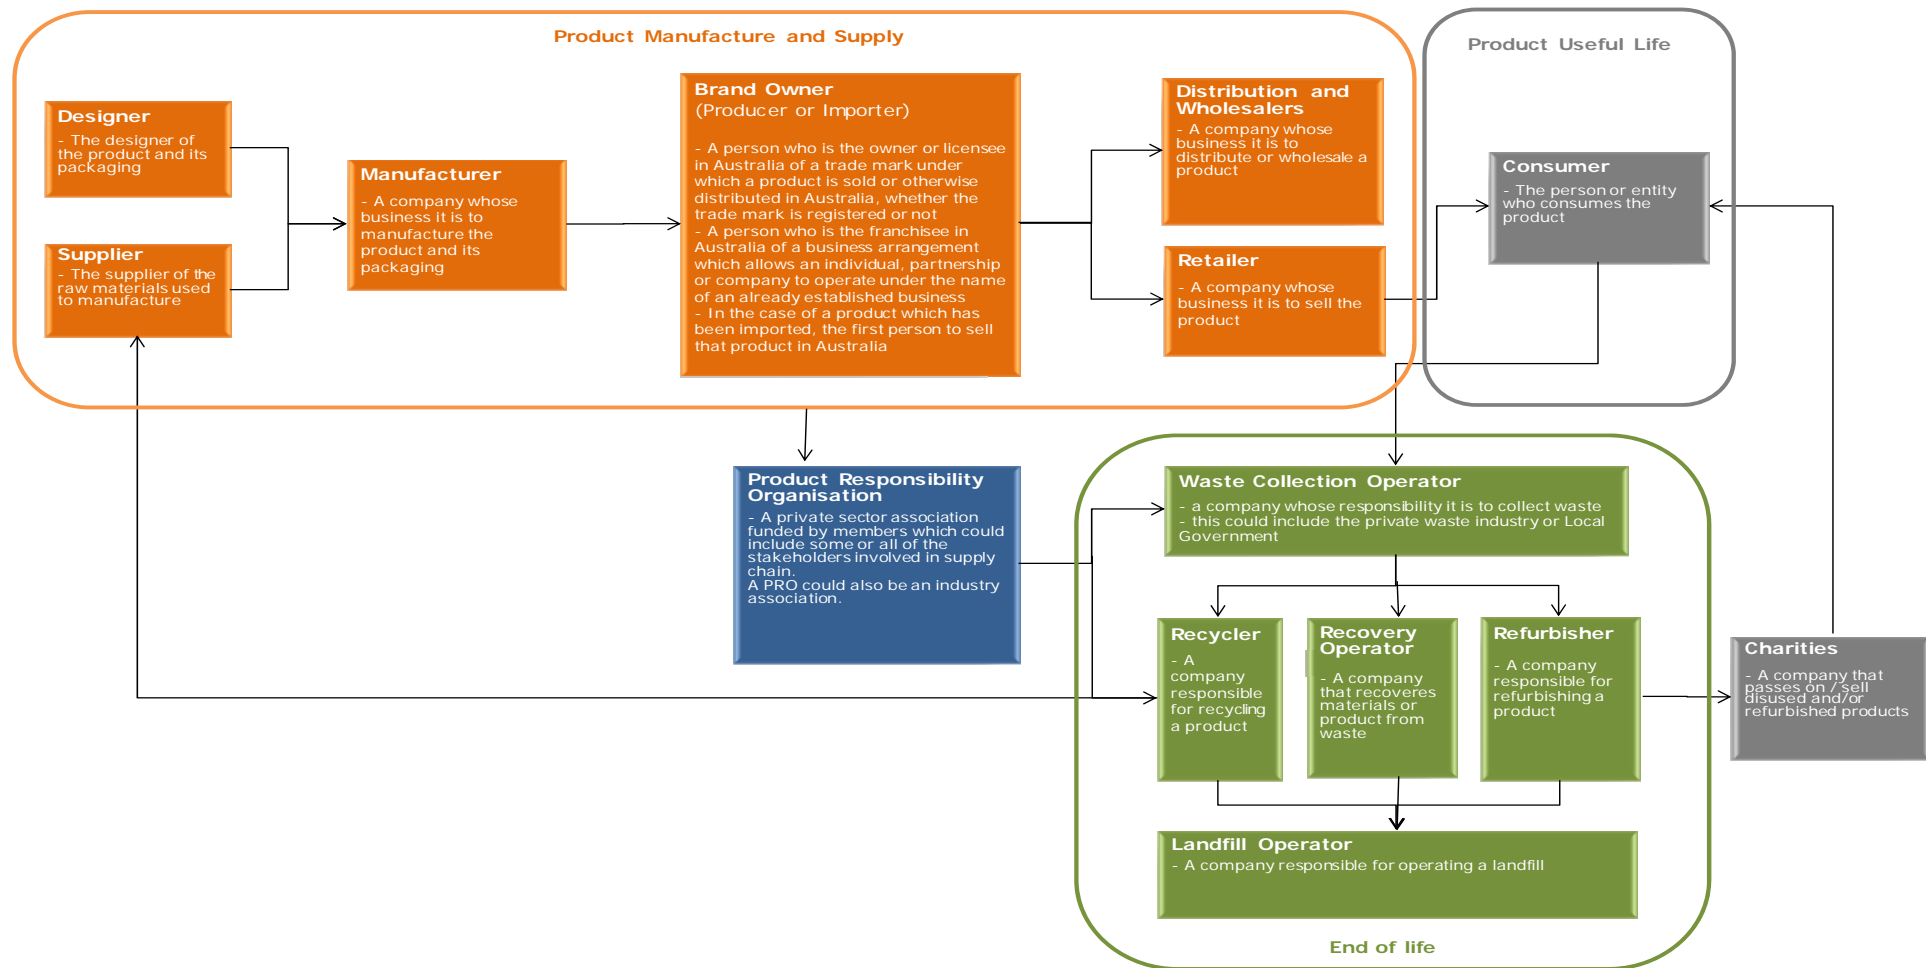 Product Manufacture and Supply
Designer
- The designer of
the product and its
packaging
Supplier
- The supplier of the
raw materials used
to manufacture
Manufacturer
- A company whose
business it is to
manufacture the
product and its
packaging
Brand Owner
(Producer or Importer)
- A person who is the owner or licensee
in Australia of a trade mark under
which a product is sold or otherwise
distributed in Australia, whether the
trade mark is registered or not
- A person who is the franchisee in
Australia of a business arrangement
which allows an individual, partnership
or company to operate under the name
of an already established business
- In the case of a product which has
been imported, the first person to sell
that product in Australia
Distribution and
Wholesalers
- A company whose
business it is to
distribute or wholesale a
product
Retailer
- A company whose
business it is to sell the
product
Product Useful Life
Consumer
- The person or entity
who consumes the
product
Product Responsibility
Organisation
- A private sector association
funded by members which could
include some or all of the
stakeholders involved in supply
chain.
A PRO could also be an industry
association.
Waste Collection Operator
- a company whose responsibility it is to collect waste
- this could include the private waste industry or Local
Government
Recycler
- A
company
responsible
for recycling
a product
Recovery
Operator
- A company
that recoveres
materials or
product from
waste
Refurbisher
- A company
responsible for
refurbishing a
product
Charities
- A company that
passes on / sell
disused and/or
refurbished products
Landfill Operator
- A company responsible for operating a landfill
End of life